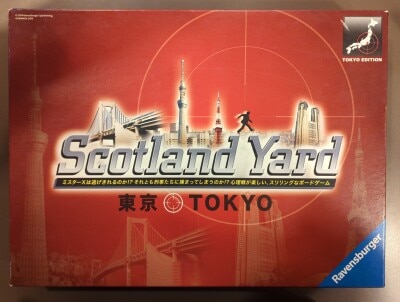 TOKYO EDITION
Scotland Yard
ミスターXは逃げきれるのか!? それとも刑事たちに捕まってしまうのか!? 心理戦が楽しい、スリリングなボードゲーム
東京 TOKYO
Ravensburger